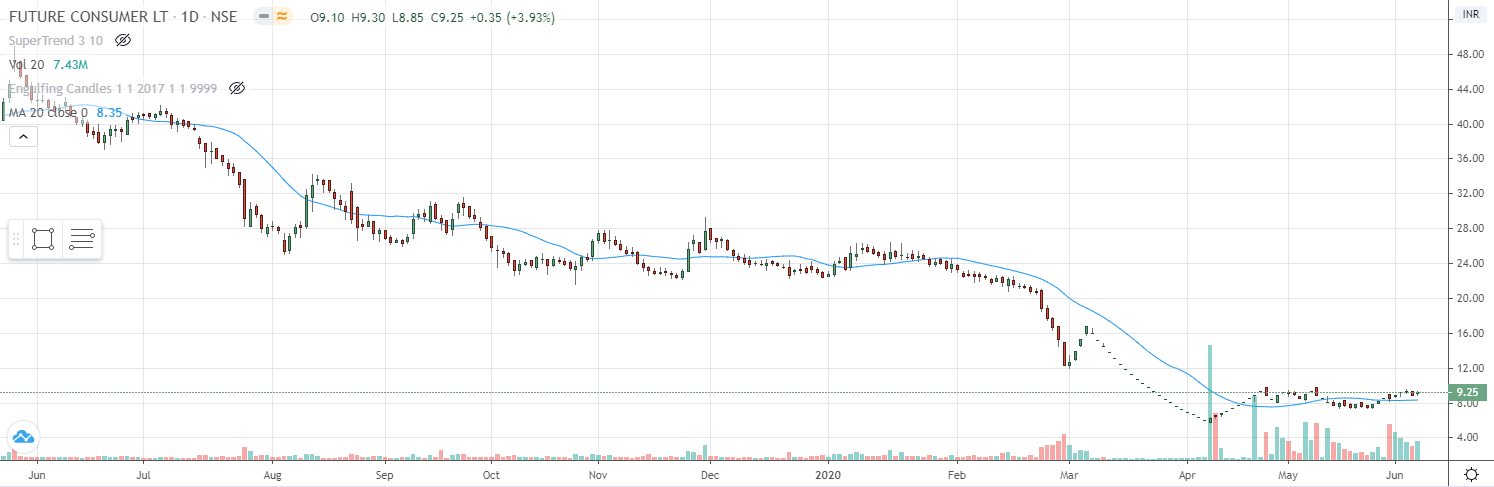 FUTURE CONSUMER LT · 1D · NSE O9.10 H9.30 L8.85 C9.25 +0.35 (+3.93%)
INR
SuperTrend 3 10
Vol 20 7.43M
Engulfing Candles 1 1 2017 1 1 9999
MA 20 close 0 8.35
48.00
44.00
40.00
36.00
32.00
28.00
24.00
20.00
16.00
12.00
9.25
8.00
4.00
Jun Jul Aug Sep Oct Nov Dec 2020 Feb Mar Apr May Jun